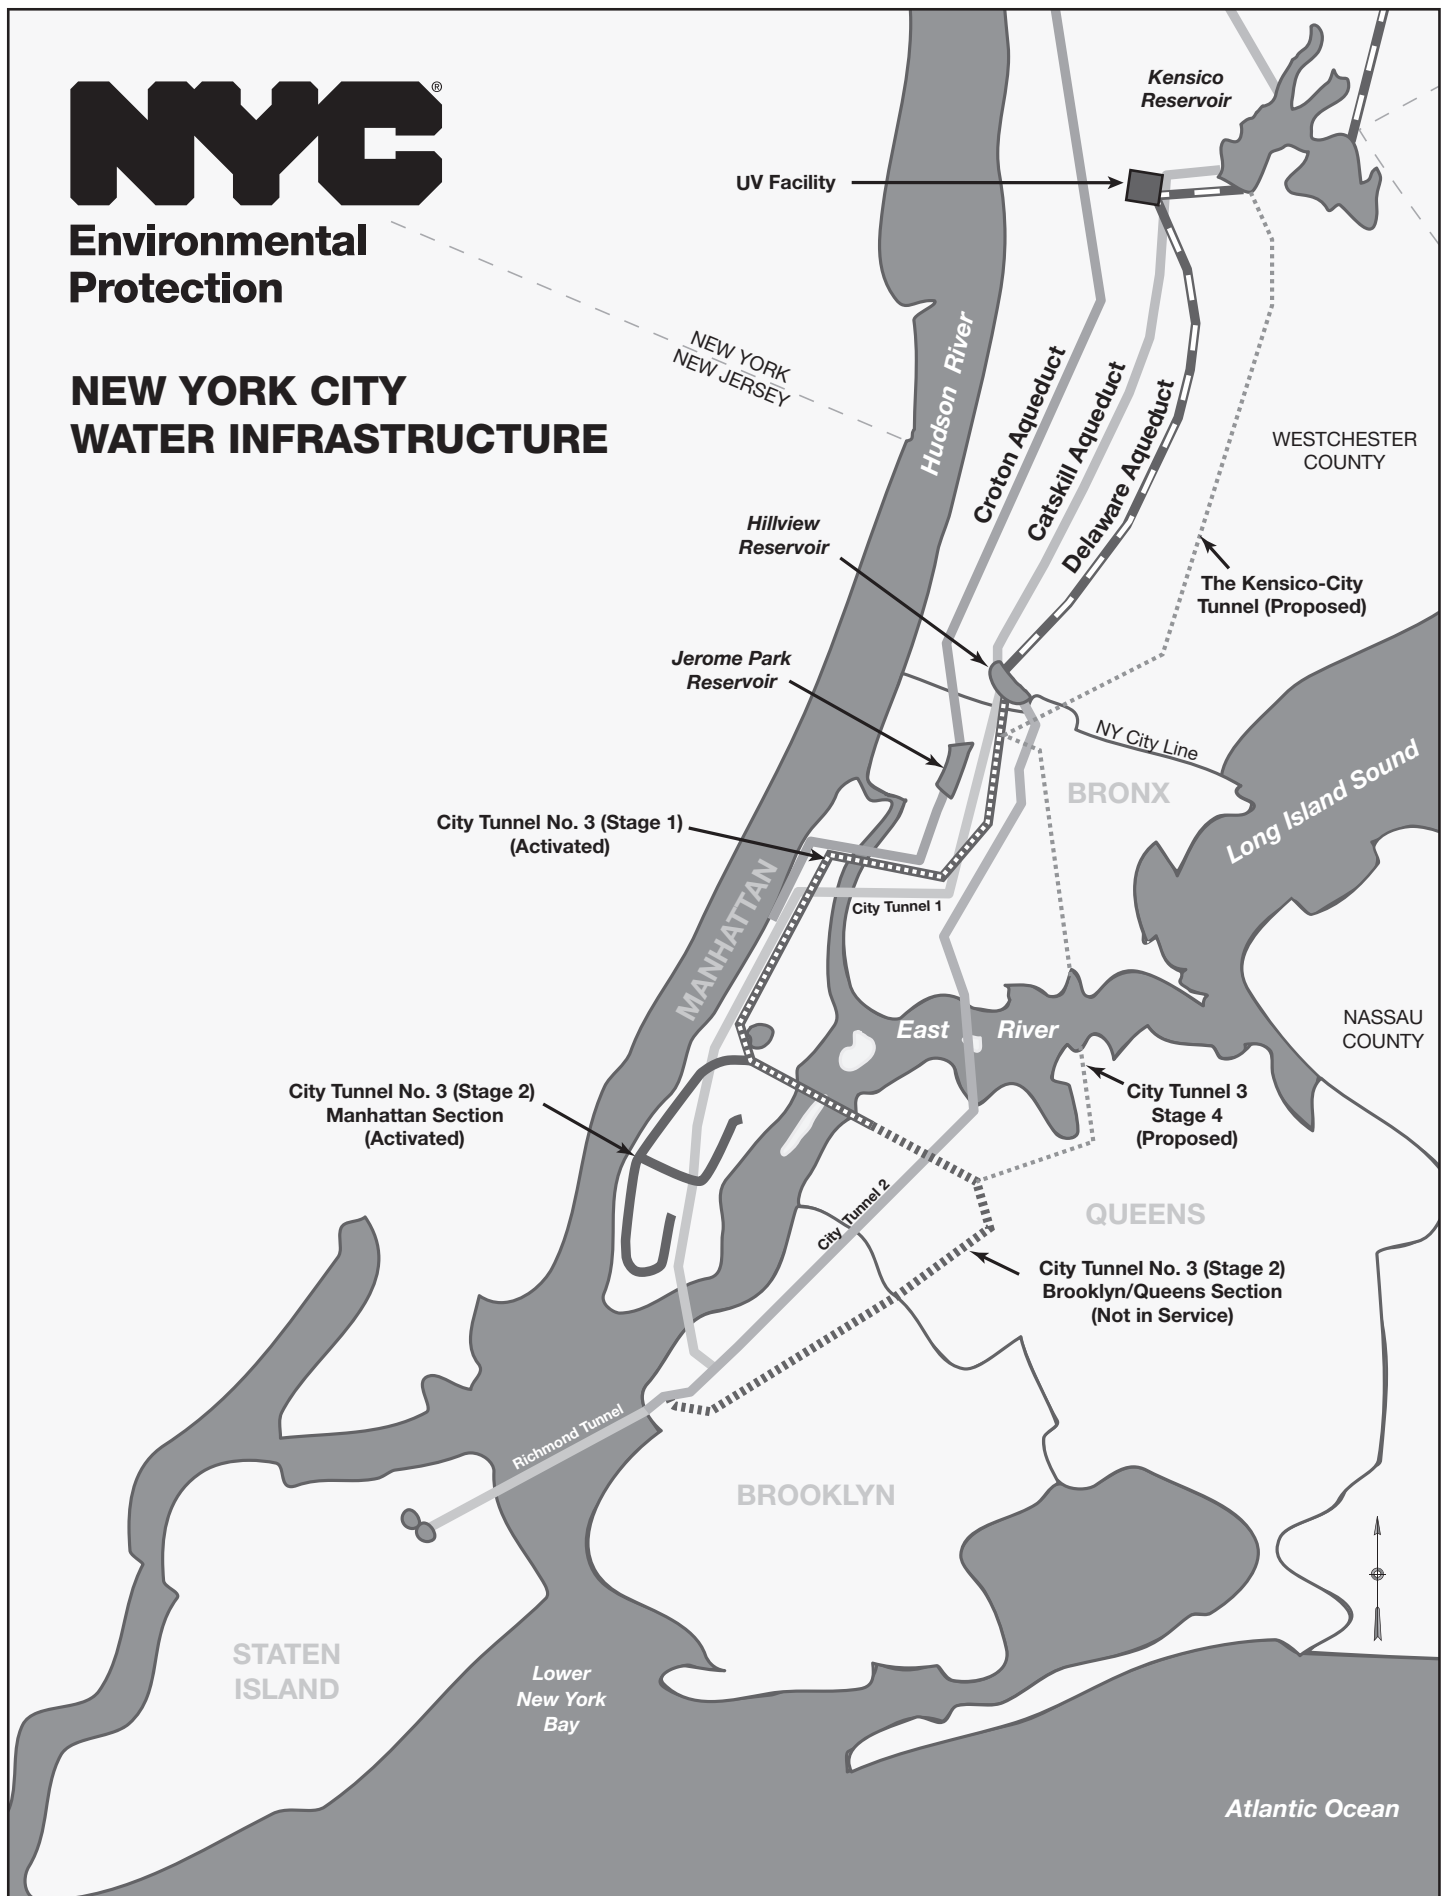 NYC®
Environmental
Protection
NEW YORK CITY
WATER INFRASTRUCTURE
Kensico
Reservoir
UV Facility
NEW YORK
NEW JERSEY
Hudson River
Croton Aqueduct
Catskill Aqueduct
Delaware Aqueduct
WESTCHESTER
COUNTY
Hillview
Reservoir
The Kensico-City
Tunnel (Proposed)
Jerome Park
Reservoir
NY City Line
BRONX
Long Island Sound
City Tunnel No. 3 (Stage 1)
(Activated)
MANHATTAN
City Tunnel 1
East River
NASSAU
COUNTY
City Tunnel No. 3 (Stage 2)
Manhattan Section
(Activated)
City Tunnel 3
Stage 4
(Proposed)
City Tunnel 2
QUEENS
City Tunnel No. 3 (Stage 2)
Brooklyn/Queens Section
(Not in Service)
Richmond Tunnel
BROOKLYN
STATEN
ISLAND
Lower
New York
Bay
Atlantic Ocean